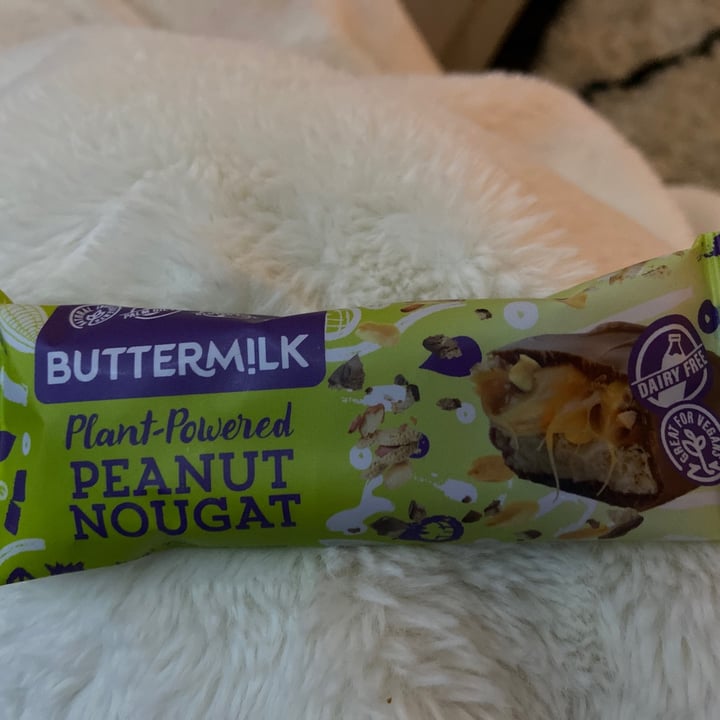 BUTTERM!LK
Plant-Powered
PEANUT
NOUGAT
DAIRY FREE
GREAT FOR VEGANS